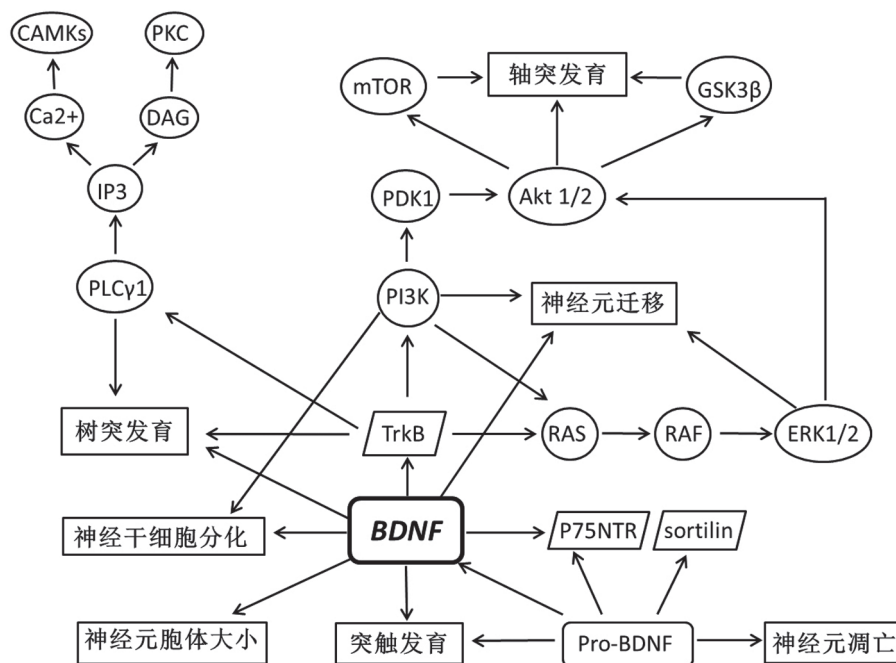 CAMKs
PKC
mTOR
轴突发育
GSK3β
Ca2+
DAG
IP3
PDK1
Akt 1/2
PLCγ1
PI3K
神经元迁移
树突发育
TrkB
RAS
RAF
ERK1/2
神经干细胞分化
BDNF
P75NTR
sortilin
神经元胞体大小
突触发育
Pro-BDNF
神经元凋亡